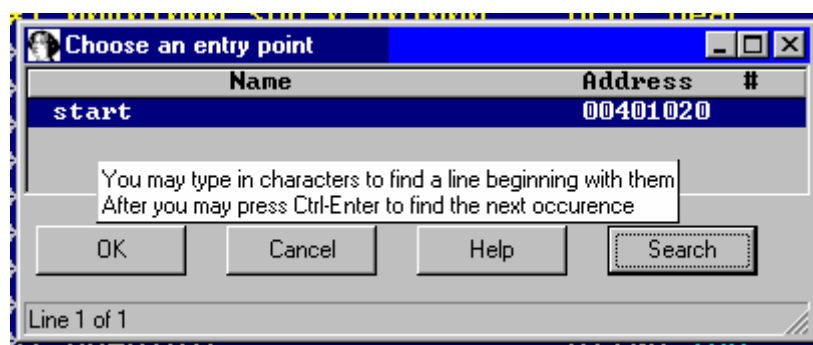 Choose an entry point
Name Address #
start 00401020
You may type in characters to find a line beginning with them
After you may press Ctrl-Enter to find the next occurence
OK Cancel Help Search
Line 1 of 1